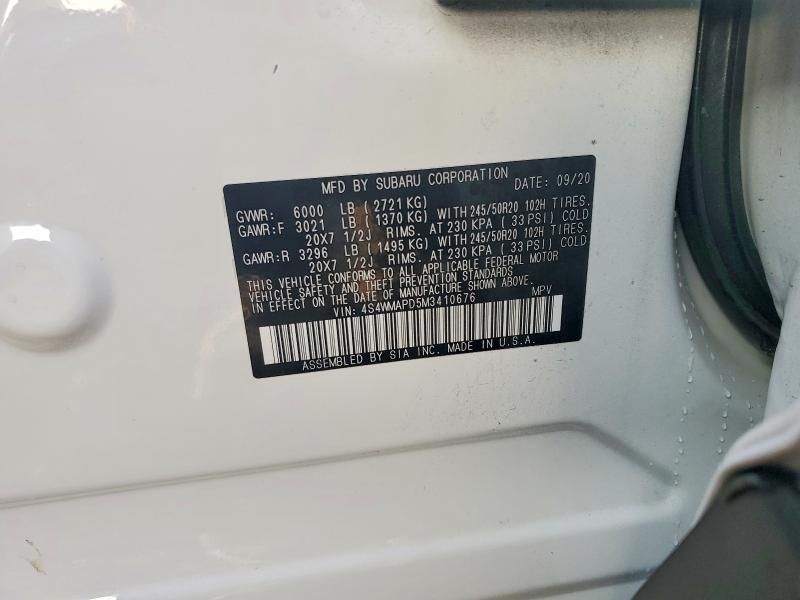 MFD BY SUBARU CORPORATION DATE: 09/20
GVWR: 6000 LB ( 2721 KG)
GAWR:F 3021 LB ( 1370 KG) WITH 245/50R20 102H TIRES.
20X7 1/2J RIMS. AT 230 KPA ( 33 PSI) COLD
GAWR:R 3296 LB ( 1495 KG) WITH 245/50R20 102H TIRES.
20X7 1/2J RIMS. AT 230 KPA ( 33 PSI) COLD
THIS VEHICLE CONFORMS TO ALL APPLICABLE FEDERAL MOTOR
VEHICLE SAFETY AND THEFT PREVENTION STANDARDS
IN EFFECT ON THE DATE OF MANUFACTURE SHOWN ABOVE.
VIN: 4S4WMAPD5M3410676 MPV
ASSEMBLED BY SIA INC. MADE IN U.S.A.